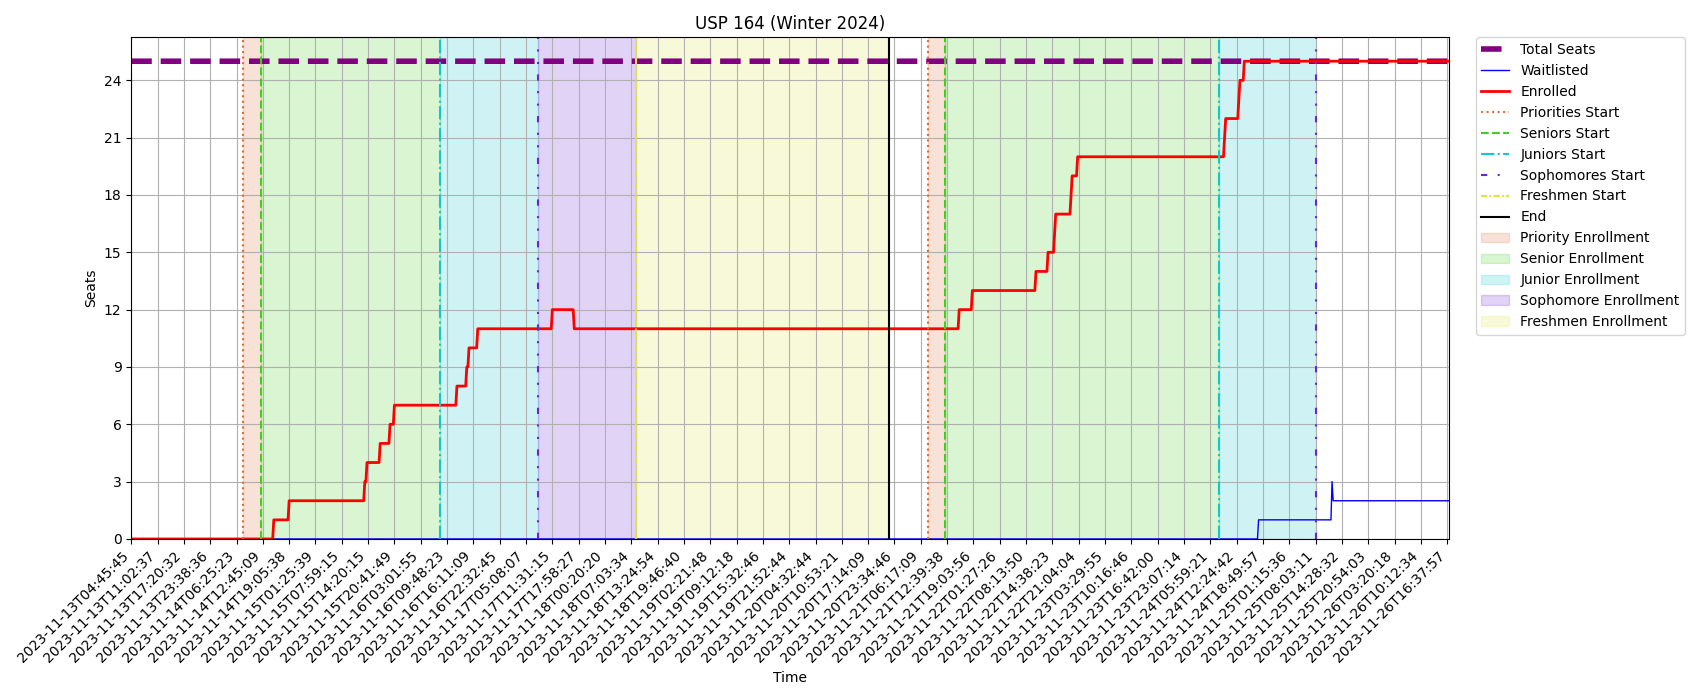 USP 164 (Winter 2024)
Total Seats
Waitlisted
Enrolled
Priorities Start
Seniors Start
Juniors Start
Sophomores Start
Freshmen Start
End
Priority Enrollment
Senior Enrollment
Junior Enrollment
Sophomore Enrollment
Freshmen Enrollment
Seats
24
21
18
15
12
9
6
3
0
2023-11-13T04:45:45
2023-11-13T11:02:37
2023-11-13T17:20:32
2023-11-13T23:38:36
2023-11-14T06:25:23
2023-11-14T12:45:09
2023-11-14T19:05:38
2023-11-15T01:25:39
2023-11-15T07:59:15
2023-11-15T14:20:15
2023-11-15T20:41:49
2023-11-16T03:01:55
2023-11-16T09:48:23
2023-11-16T16:11:09
2023-11-16T22:32:45
2023-11-17T05:08:07
2023-11-17T11:31:15
2023-11-17T17:58:27
2023-11-18T00:20:20
2023-11-18T07:03:34
2023-11-18T13:24:54
2023-11-18T19:46:40
2023-11-19T02:21:48
2023-11-19T09:12:18
2023-11-19T15:32:46
2023-11-19T21:52:44
2023-11-20T04:32:44
2023-11-20T10:53:21
2023-11-20T17:14:09
2023-11-20T23:34:46
2023-11-21T06:17:09
2023-11-21T12:39:38
2023-11-21T19:03:56
2023-11-22T01:27:26
2023-11-22T08:13:50
2023-11-22T14:38:23
2023-11-22T21:04:04
2023-11-23T03:29:55
2023-11-23T10:16:46
2023-11-23T16:42:00
2023-11-23T23:07:14
2023-11-24T05:59:21
2023-11-24T12:24:42
2023-11-24T18:49:57
2023-11-25T01:15:36
2023-11-25T08:03:11
2023-11-25T14:28:32
2023-11-25T20:54:03
2023-11-26T03:20:18
2023-11-26T10:12:34
2023-11-26T16:37:57
Time